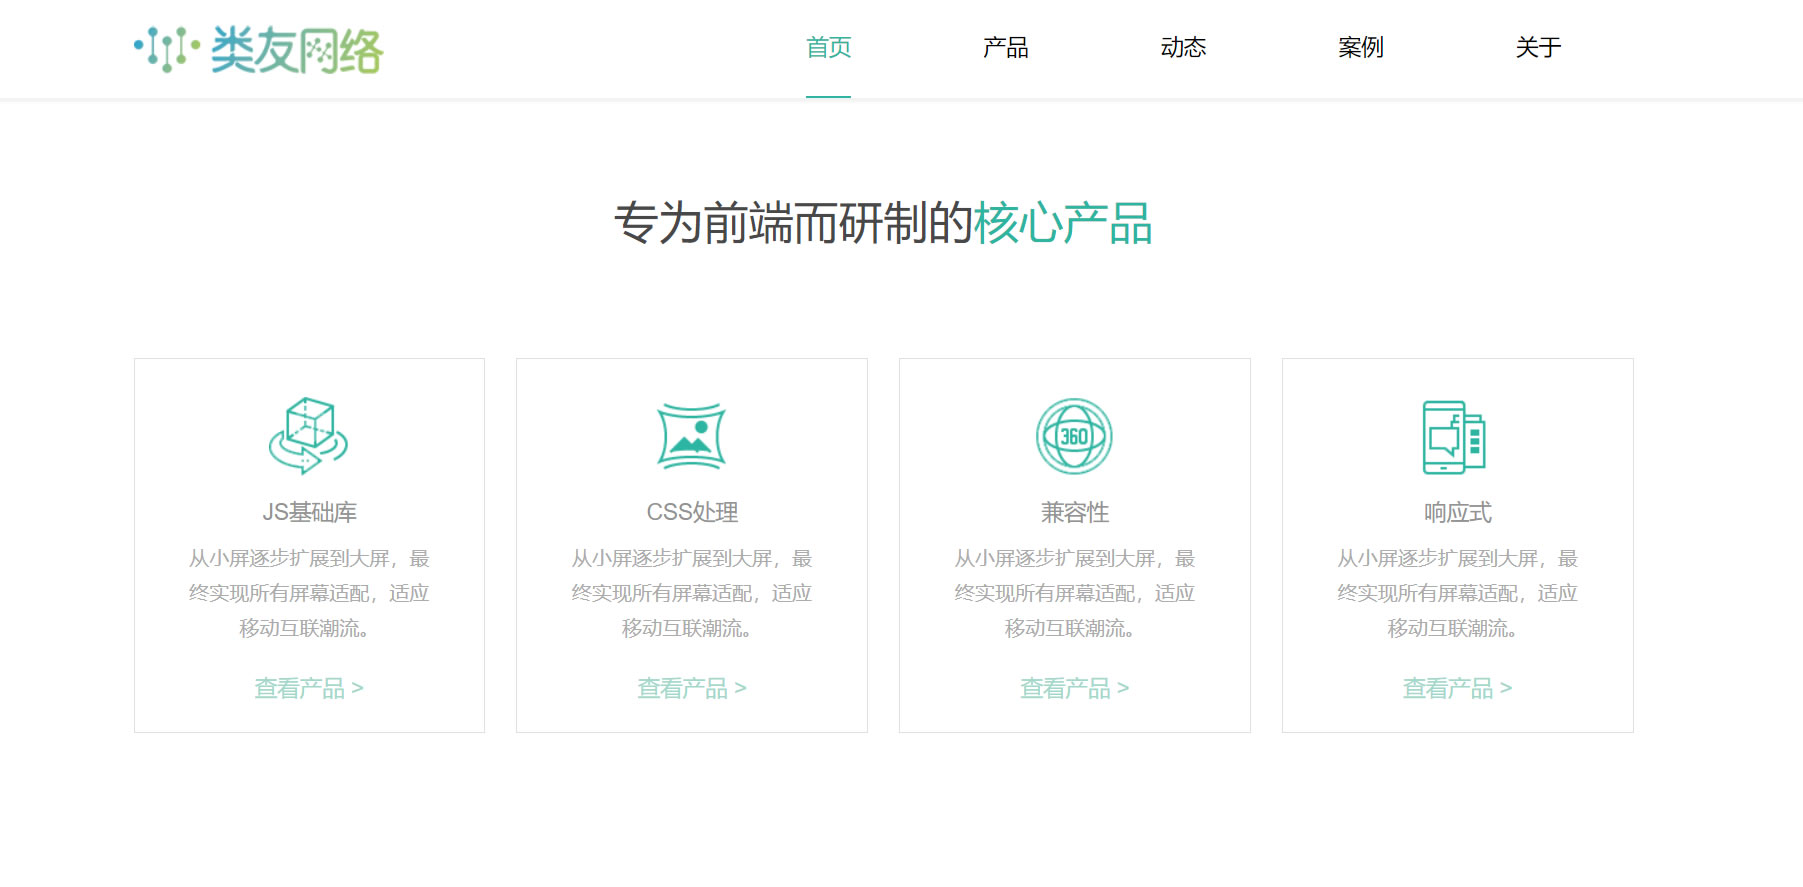 类友网络
首页 产品 动态 案例 关于
专为前端而研制的核心产品
JS基础库
从小屏逐步扩展到大屏，最
终实现所有屏幕适配，适应
移动互联潮流。
查看产品 >
CSS处理
从小屏逐步扩展到大屏，最
终实现所有屏幕适配，适应
移动互联潮流。
查看产品 >
360
兼容性
从小屏逐步扩展到大屏，最
终实现所有屏幕适配，适应
移动互联潮流。
查看产品 >
响应式
从小屏逐步扩展到大屏，最
终实现所有屏幕适配，适应
移动互联潮流。
查看产品 >